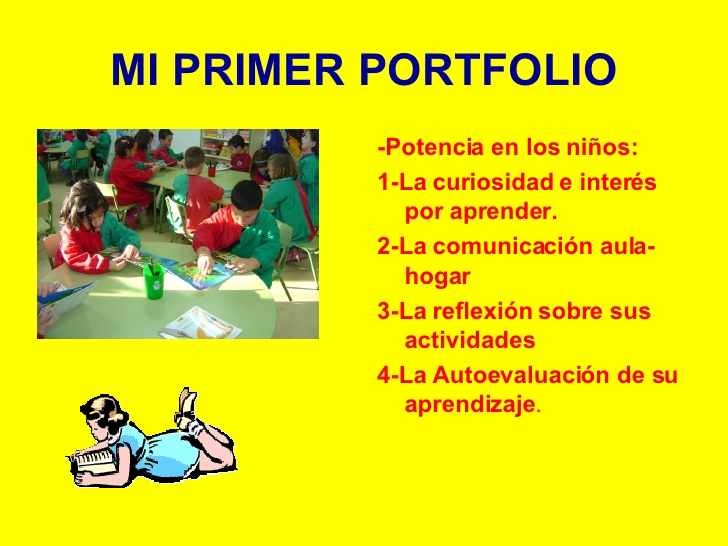 MI PRIMER PORTFOLIO
-Potencia en los niños:
1-La curiosidad e interés
por aprender.
2-La comunicación aula-
hogar
3-La reflexión sobre sus
actividades
4-La Autoevaluación de su
aprendizaje.